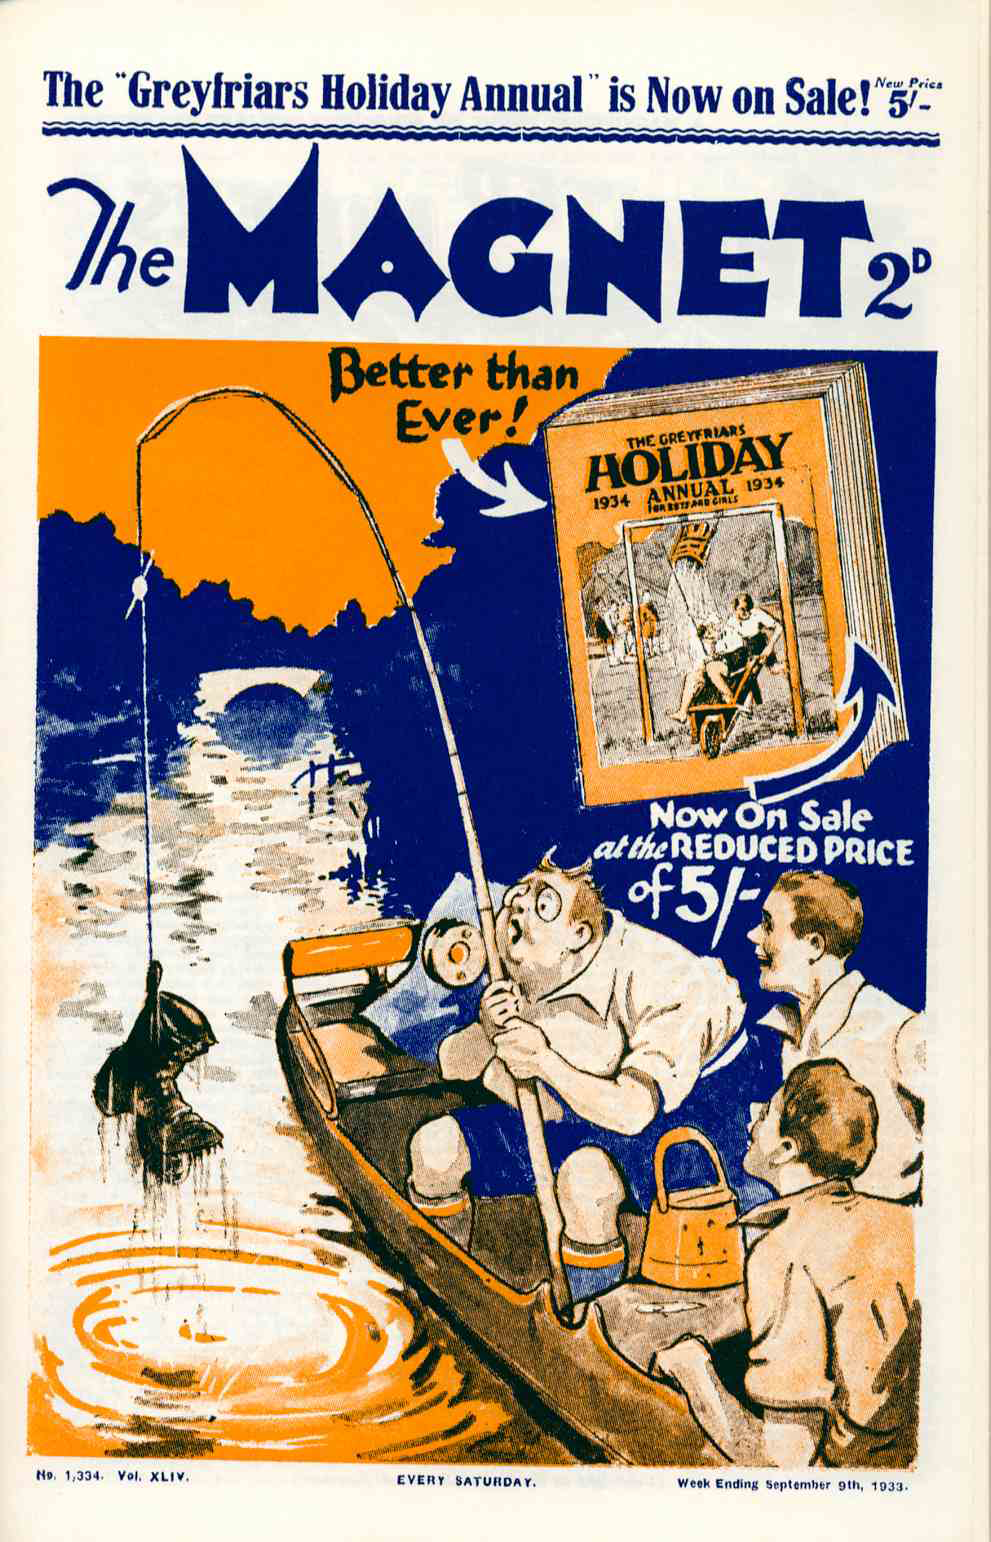 The "Greyfriars Holiday Annual" is Now on Sale! New Price 5/-
The MAGNET 2D
Better than
Ever!
THE GREYFRIARS
HOLIDAY
1934 ANNUAL 1934
FOR BOYS AND GIRLS
Now On Sale
at the REDUCED PRICE
of 5/-
No. 1,334. Vol. XLIV.
EVERY SATURDAY.
Week Ending September 9th, 1933.